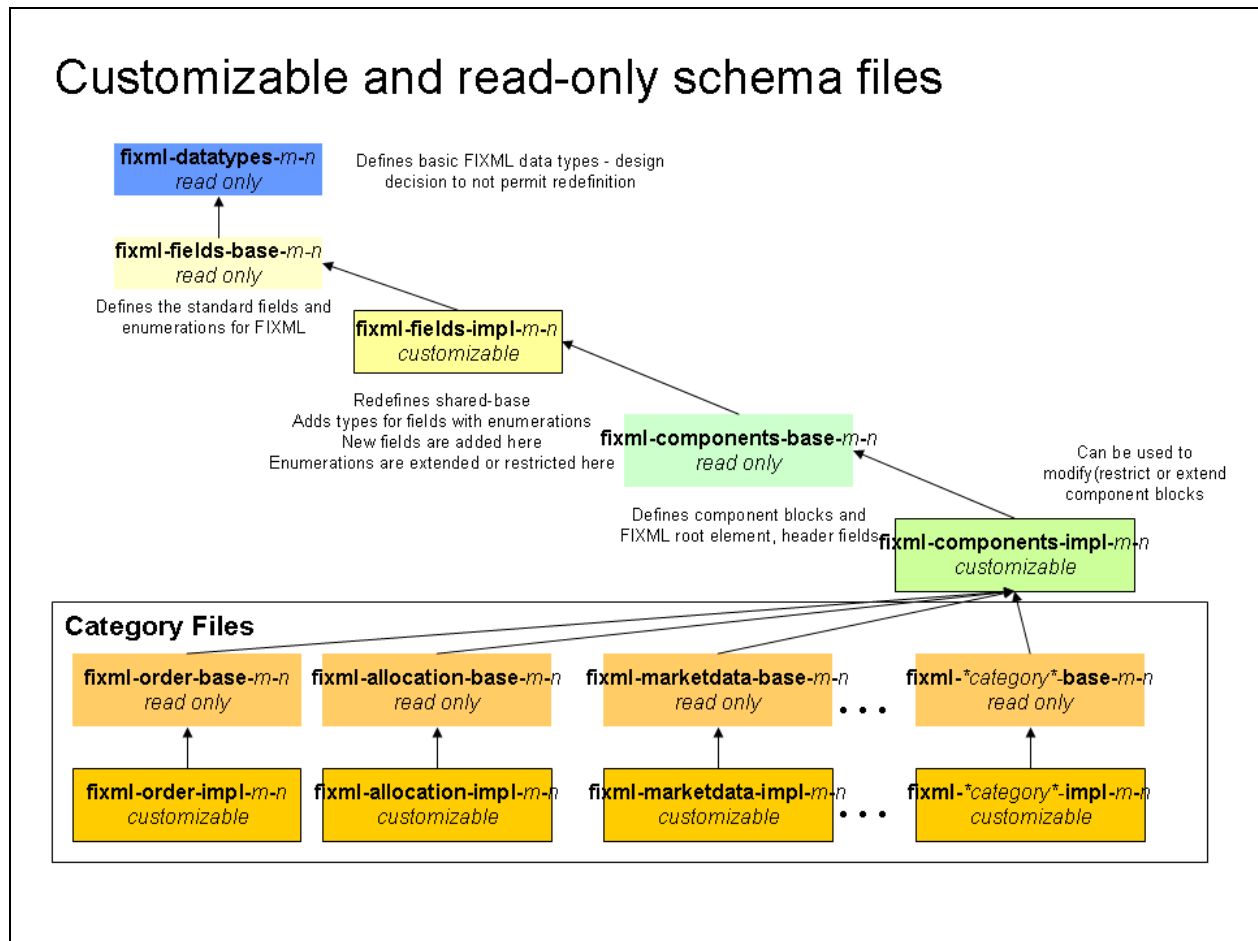 Customizable and read-only schema files
fixml-datatypes-m-n
read only
Defines basic FIXML data types - design
decision to not permit redefinition
fixml-fields-base-m-n
read only
Defines the standard fields and
enumerations for FIXML
fixml-fields-impl-m-n
customizable
Redefines shared-base
Adds types for fields with enumerations
New fields are added here
Enumerations are extended or restricted here
fixml-components-base-m-n
read only
Can be used to
modify(restrict or extend
component blocks
Defines component blocks and
FIXML root element, header fields
fixml-components-impl-m-n
customizable
Category Files
fixml-order-base-m-n
read only
fixml-allocation-base-m-n
read only
fixml-marketdata-base-m-n
read only
• • •
fixml-*category*-base-m-n
read only
fixml-order-impl-m-n
customizable
fixml-allocation-impl-m-n
customizable
fixml-marketdata-impl-m-n
customizable
• • •
fixml-*category*-impl-m-n
customizable